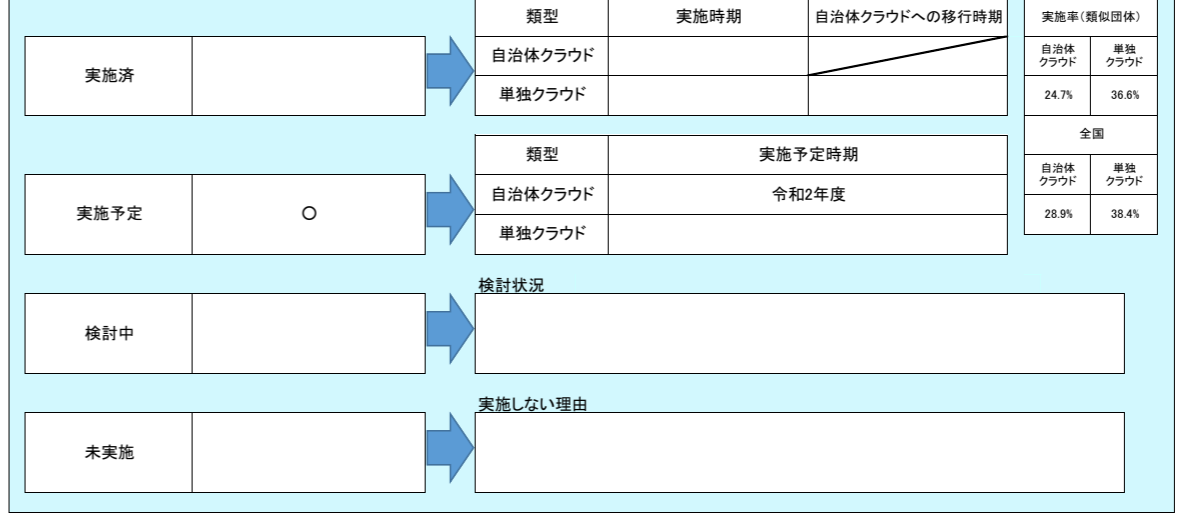 類型 実施時期 自治体クラウドへの移行時期
実施済
自治体クラウド
単独クラウド
実施率(類似団体)
自治体
クラウド
単独
クラウド
24.7% 36.6%
全国
自治体
クラウド
単独
クラウド
28.9% 38.4%
類型 実施予定時期
実施予定 〇
自治体クラウド 令和2年度
単独クラウド
検討状況
検討中
実施しない理由
未実施